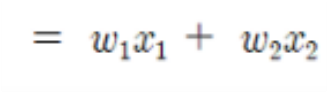 = w₁x₁ + w₂x₂